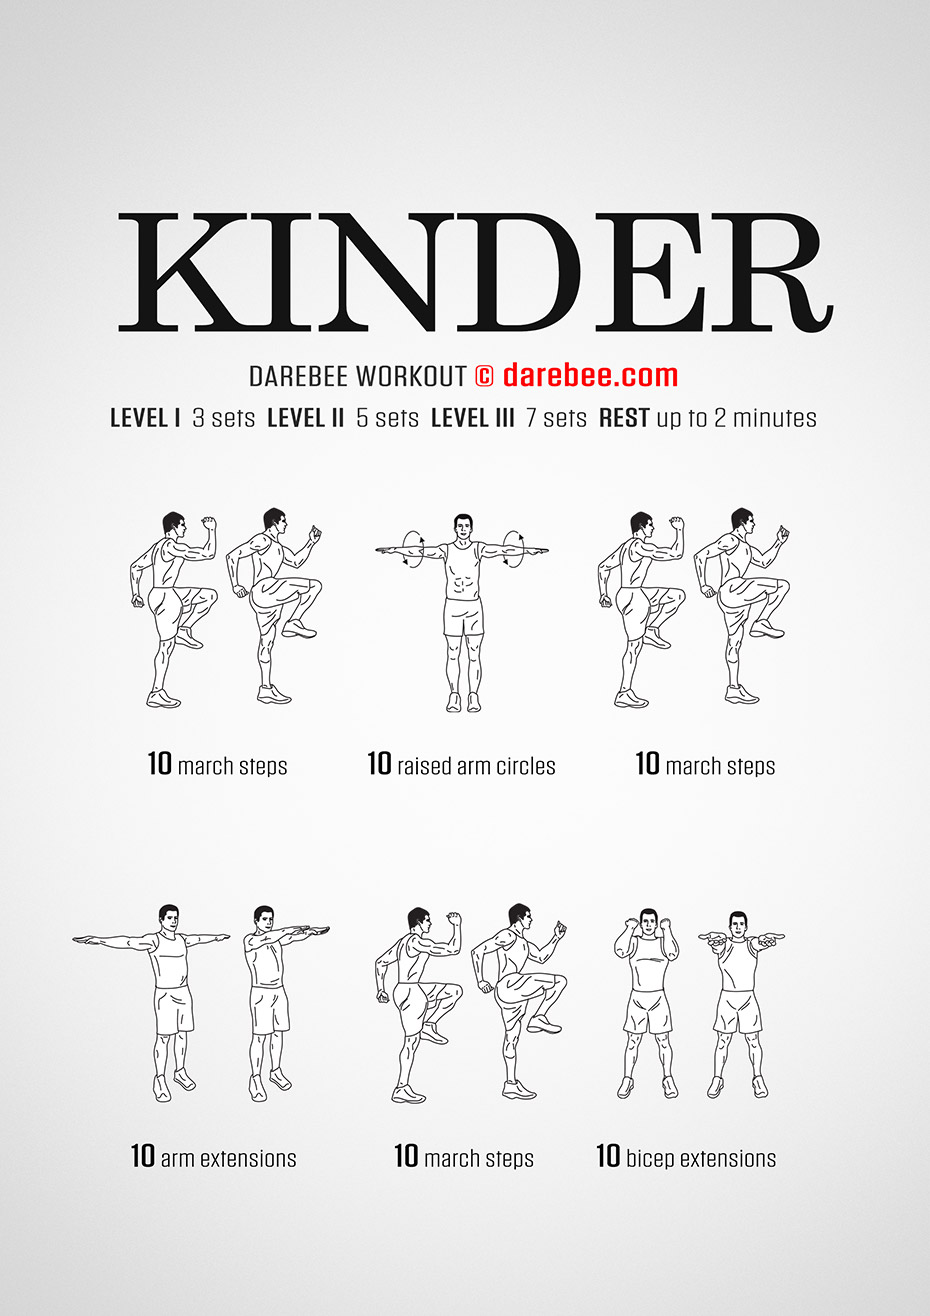 KINDER
DAREBEE WORKOUT © darebee.com
LEVEL I 3 sets LEVEL II 5 sets LEVEL III 7 sets REST up to 2 minutes
10 march steps
10 raised arm circles
10 march steps
10 arm extensions
10 march steps
10 bicep extensions